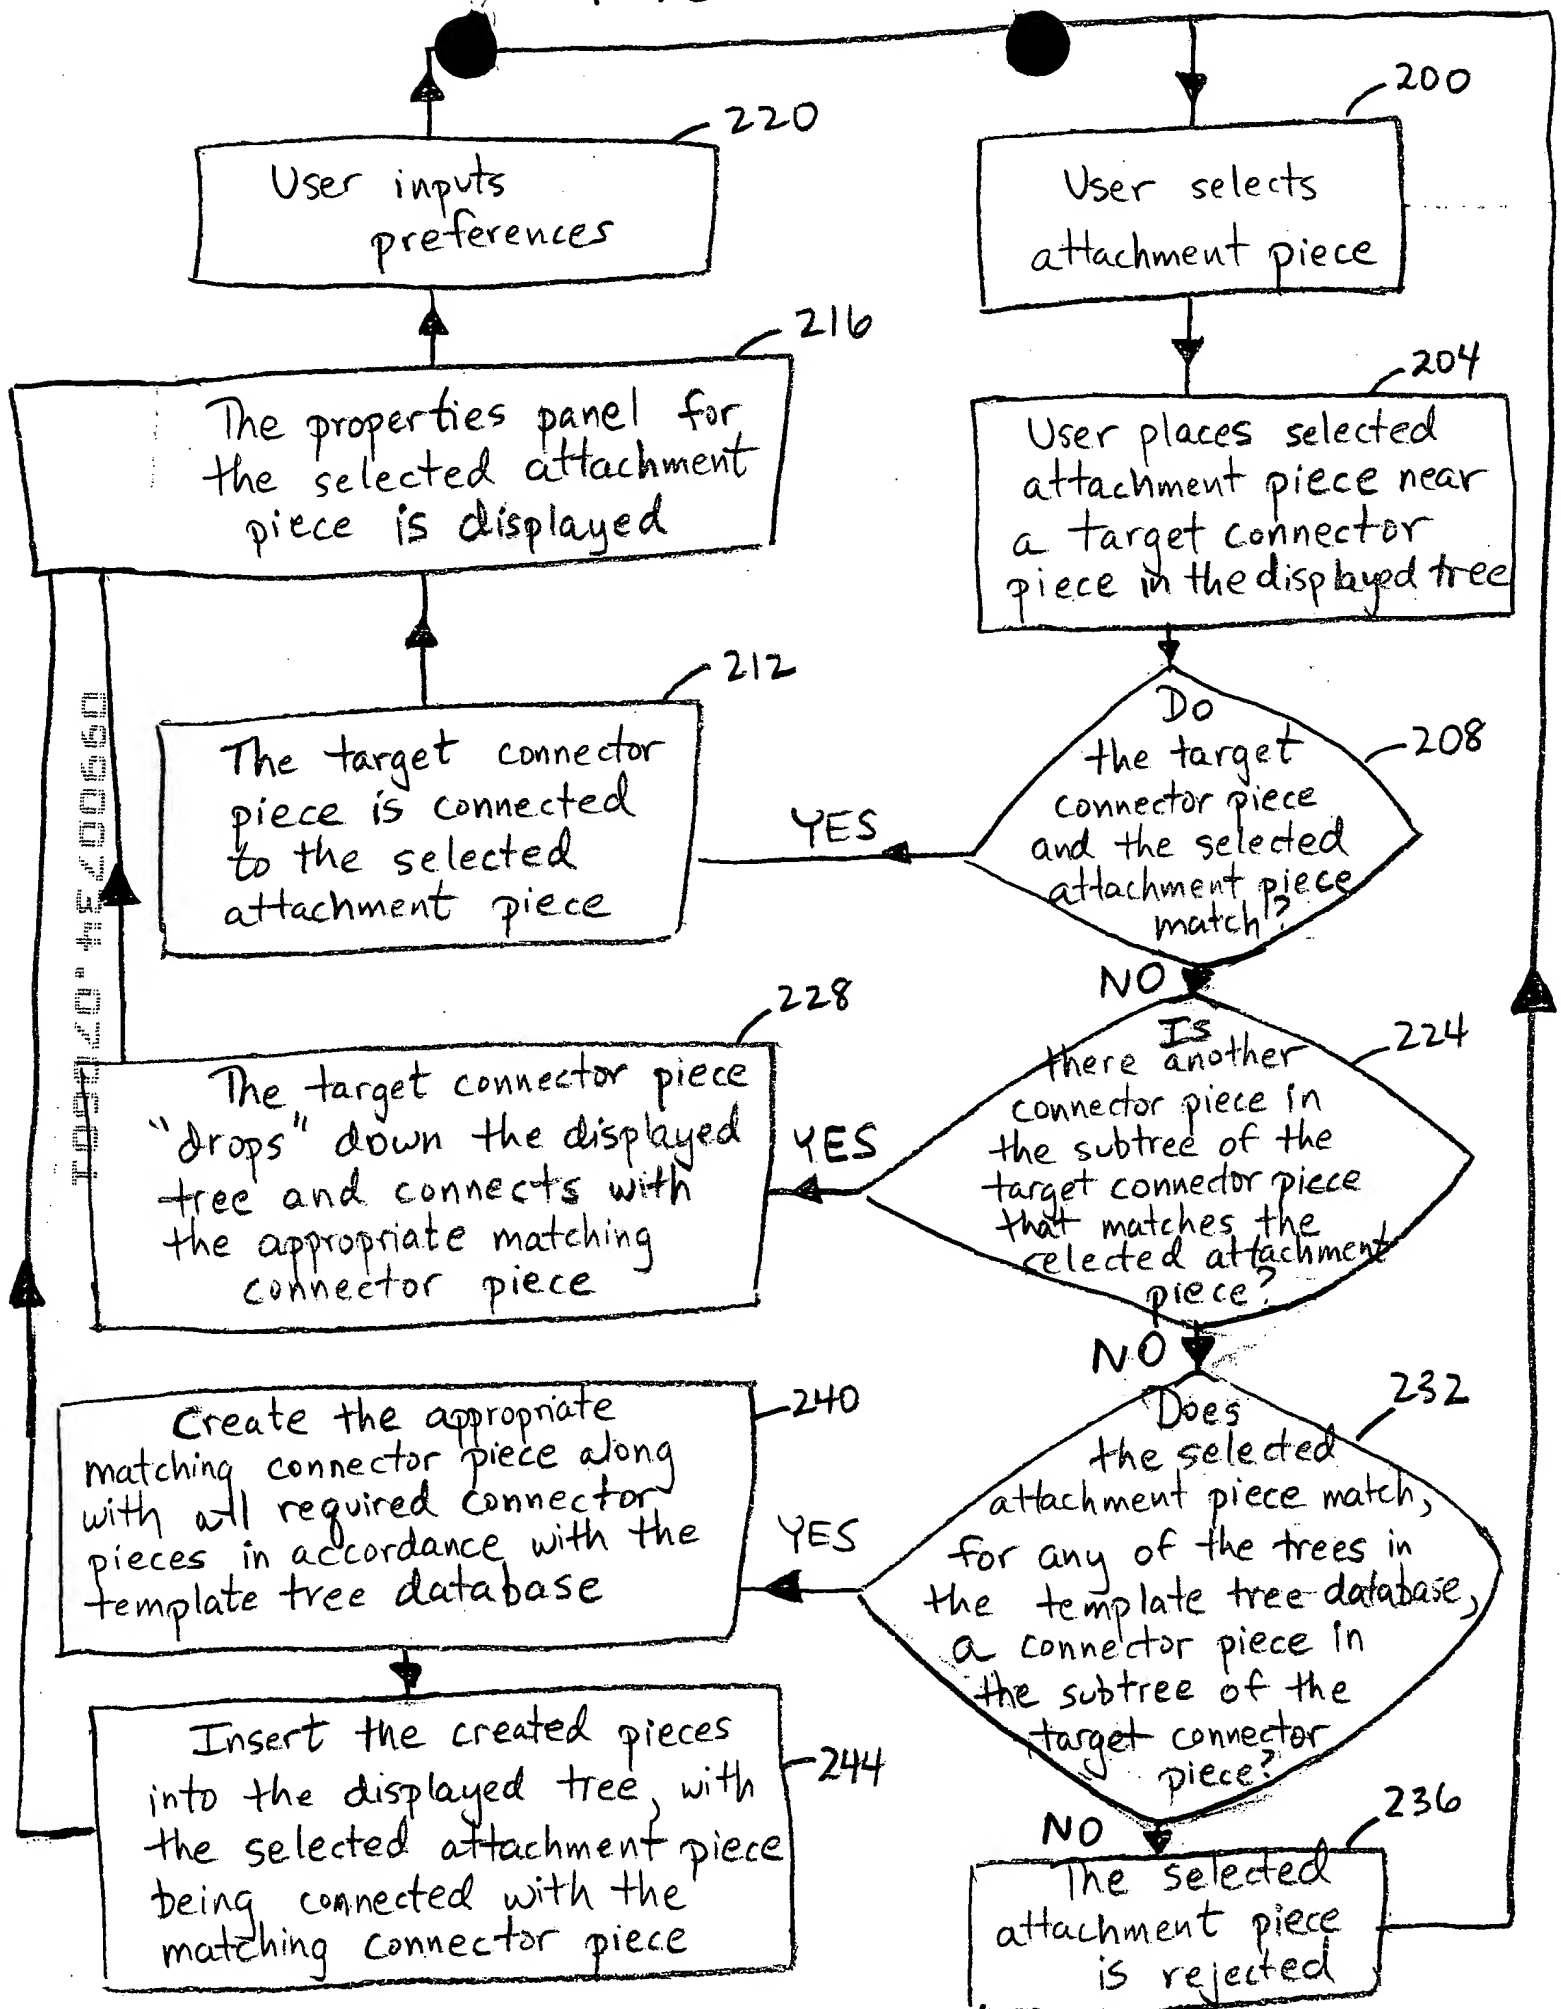 200
User selects
attachment piece
204
User places selected
attachment piece near
a target connector
piece in the displayed tree
208
Do
the target
connector piece
and the selected
attachment piece
match?
YES
NO
212
The target connector
piece is connected
to the selected
attachment piece
216
The properties panel for
the selected attachment
piece is displayed
220
User inputs
preferences
224
Is
there another
connector piece in
the subtree of the
target connector piece
that matches the
selected attachment
piece?
YES
NO
228
The target connector piece
"drops" down the displayed
tree and connects with
the appropriate matching
connector piece
232
Does
the selected
attachment piece match,
for any of the trees in
the template tree database,
a connector piece in
the subtree of the
target connector
piece?
YES
NO
236
The selected
attachment piece
is rejected
240
Create the appropriate
matching connector piece along
with all required connector
pieces in accordance with the
template tree database
244
Insert the created pieces
into the displayed tree, with
the selected attachment piece
being connected with the
matching connector piece